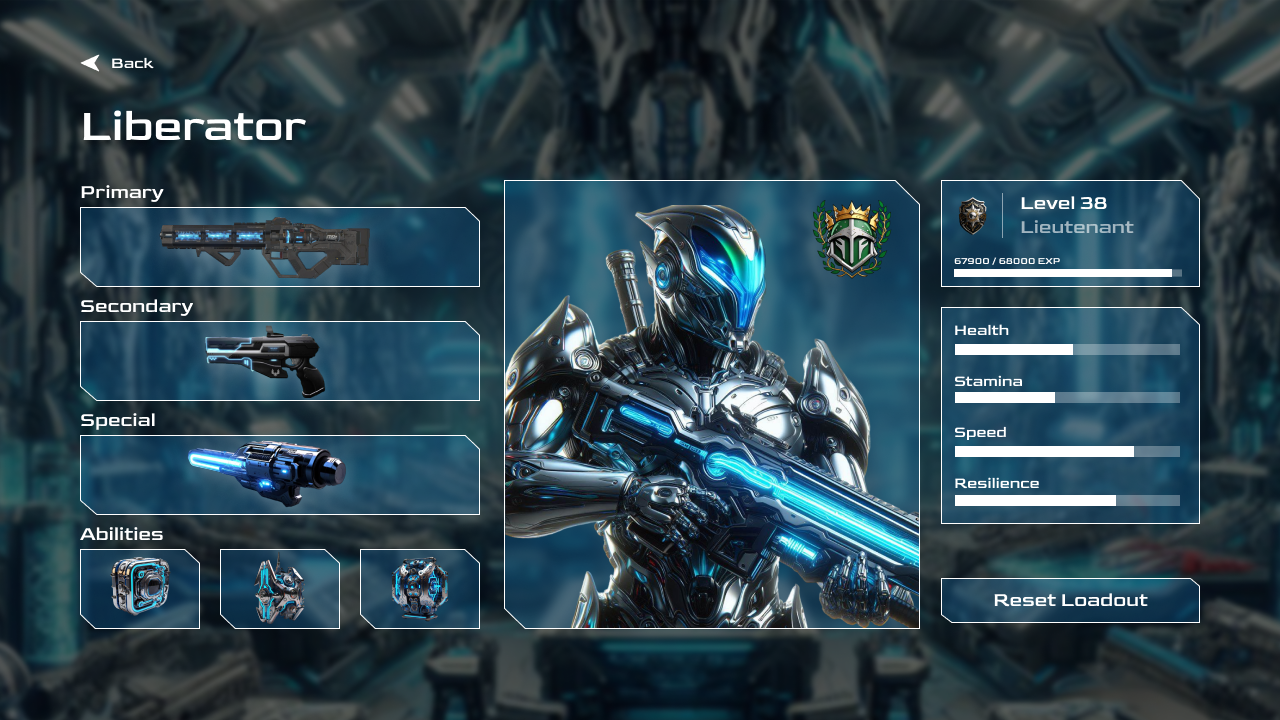 Back
Liberator
Primary
Secondary
Special
Abilities
Level 38
Lieutenant
67900 / 68000 EXP
Health
Stamina
Speed
Resilience
Reset Loadout